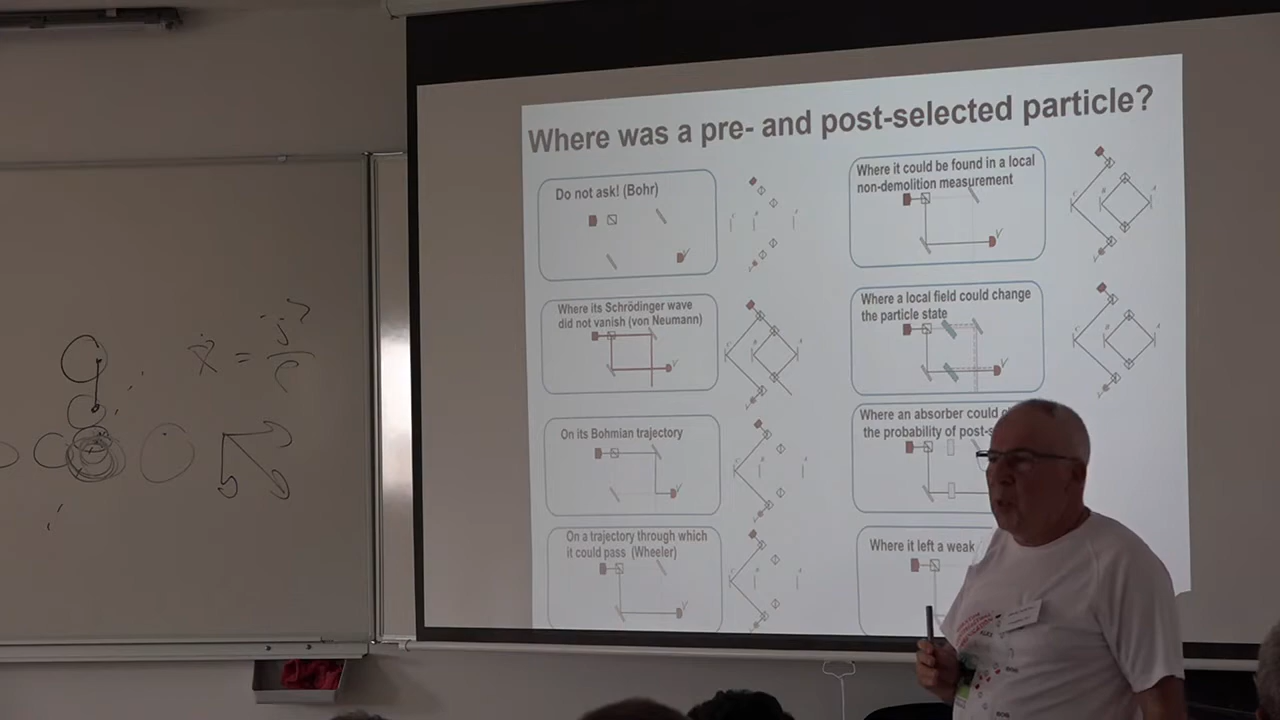 Where was a pre- and post-selected particle?
Do not ask! (Bohr)
Where its Schrödinger wave
did not vanish (von Neumann)
On its Bohmian trajectory
On a trajectory through which
it could pass (Wheeler)
Where it could be found in a local
non-demolition measurement
Where a local field could change
the particle state
Where an absorber could
the probability of post-s
Where it left a weak